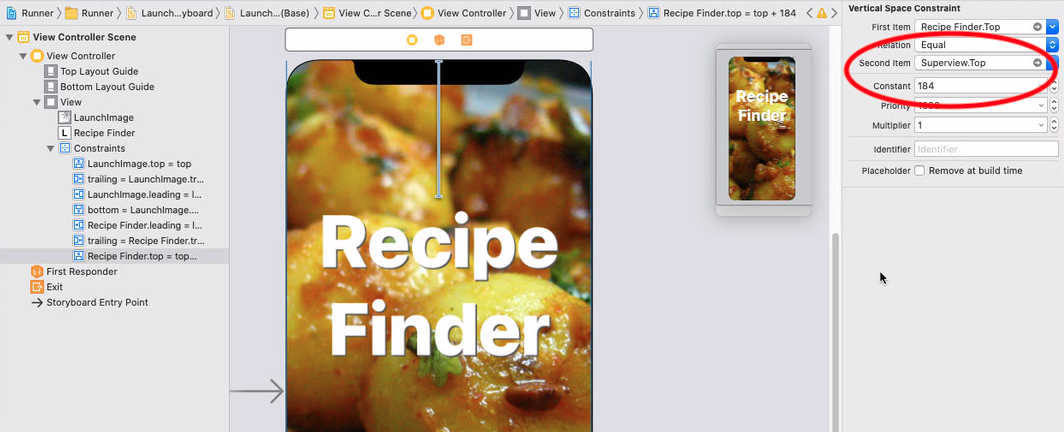 Runner Runner Launch...yboard Launch...(Base) View C...r Scene) View Controller View Constraints Recipe Finder.top = top + 184
View Controller Scene
View Controller
Top Layout Guide
Bottom Layout Guide
View
LaunchImage
L Recipe Finder
Constraints
LaunchImage.top = top
trailing = LaunchImage.tr...
LaunchImage.leading = l...
bottom = LaunchImage....
Recipe Finder.leading = l...
trailing = Recipe Finder.tr...
Recipe Finder.top = top...
First Responder
Exit
Storyboard Entry Point
Recipe
Finder
Recipe
Finder
Vertical Space Constraint
First Item Recipe Finder.Top
Relation Equal
Second Item Superview.Top
Constant 184
Priority 1000
Multiplier 1
Identifier Identifier
Placeholder Remove at build time